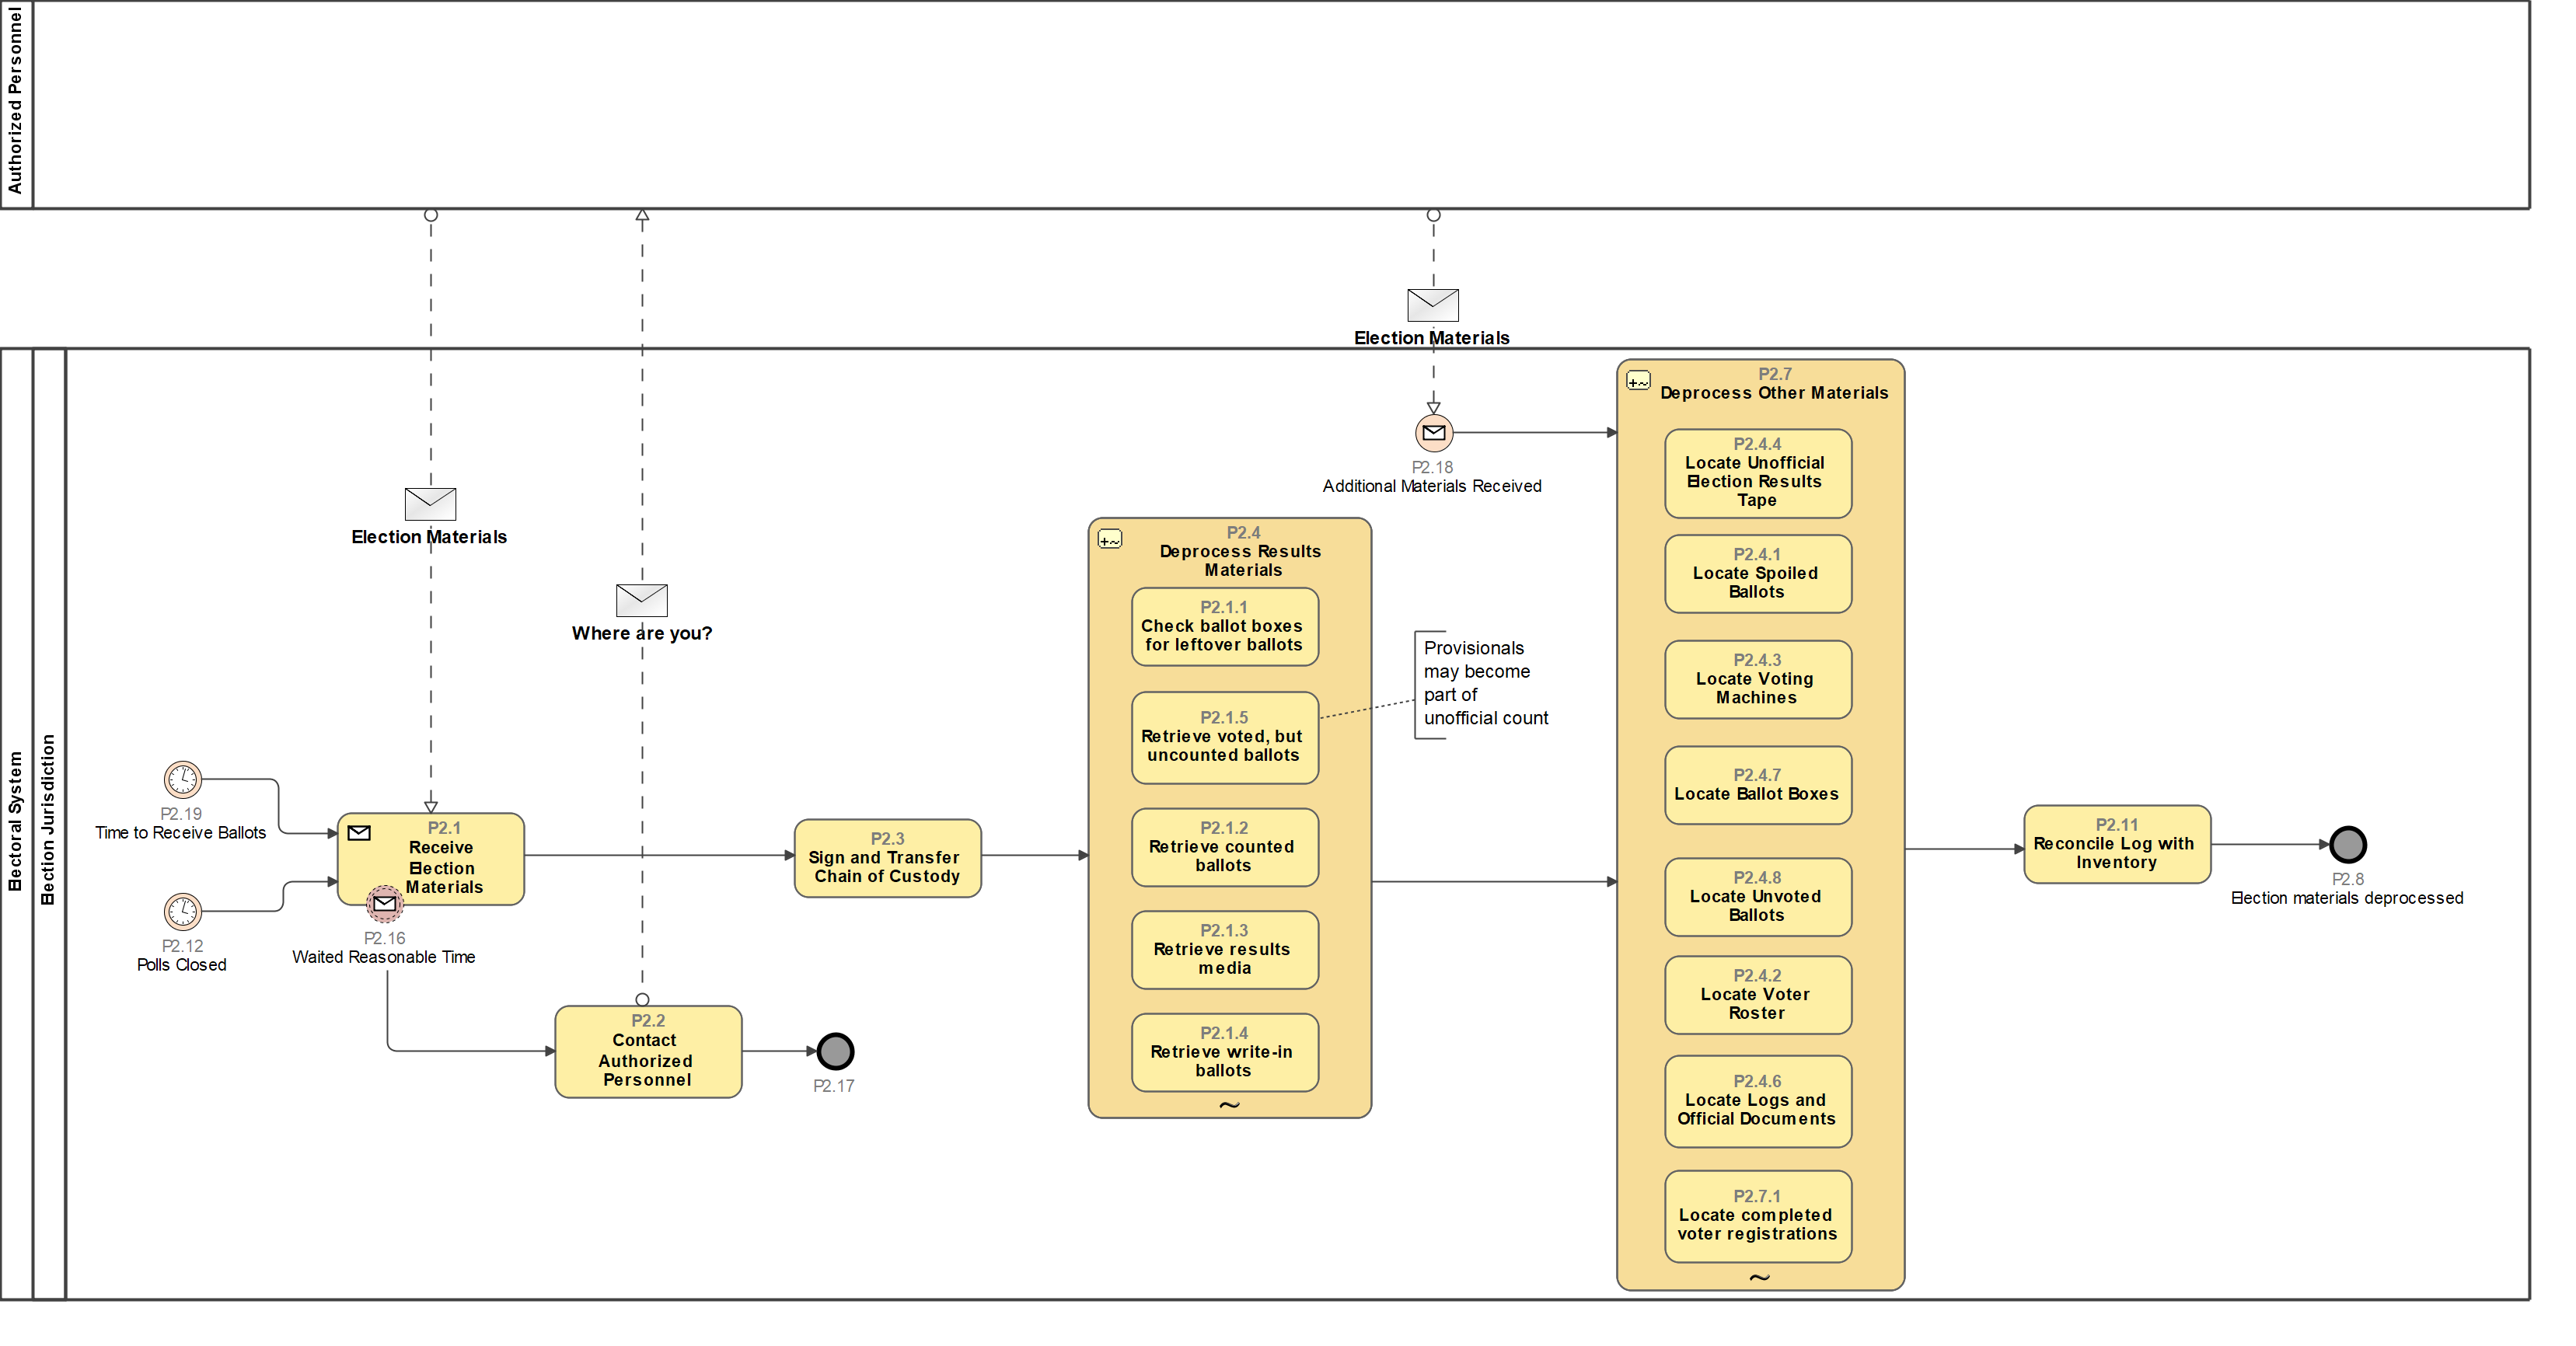 Authorized Personnel
Electoral System
Election Jurisdiction
Election Materials
Where are you?
Election Materials
P2.19
Time to Receive Ballots
P2.12
Polls Closed
P2.1
Receive
Election
Materials
P2.16
Waited Reasonable Time
P2.2
Contact
Authorized
Personnel
P2.17
P2.3
Sign and Transfer
Chain of Custody
P2.4
Deprocess Results
Materials
P2.1.1
Check ballot boxes
for leftover ballots
P2.1.5
Retrieve voted, but
uncounted ballots
P2.1.2
Retrieve counted
ballots
P2.1.3
Retrieve results
media
P2.1.4
Retrieve write-in
ballots
~
Provisionals
may become
part of
unofficial count
P2.18
Additional Materials Received
P2.7
Deprocess Other Materials
P2.4.4
Locate Unofficial
Election Results
Tape
P2.4.1
Locate Spoiled
Ballots
P2.4.3
Locate Voting
Machines
P2.4.7
Locate Ballot Boxes
P2.4.8
Locate Unvoted
Ballots
P2.4.2
Locate Voter
Roster
P2.4.6
Locate Logs and
Official Documents
P2.7.1
Locate completed
voter registrations
~
P2.11
Reconcile Log with
Inventory
P2.8
Election materials deprocessed